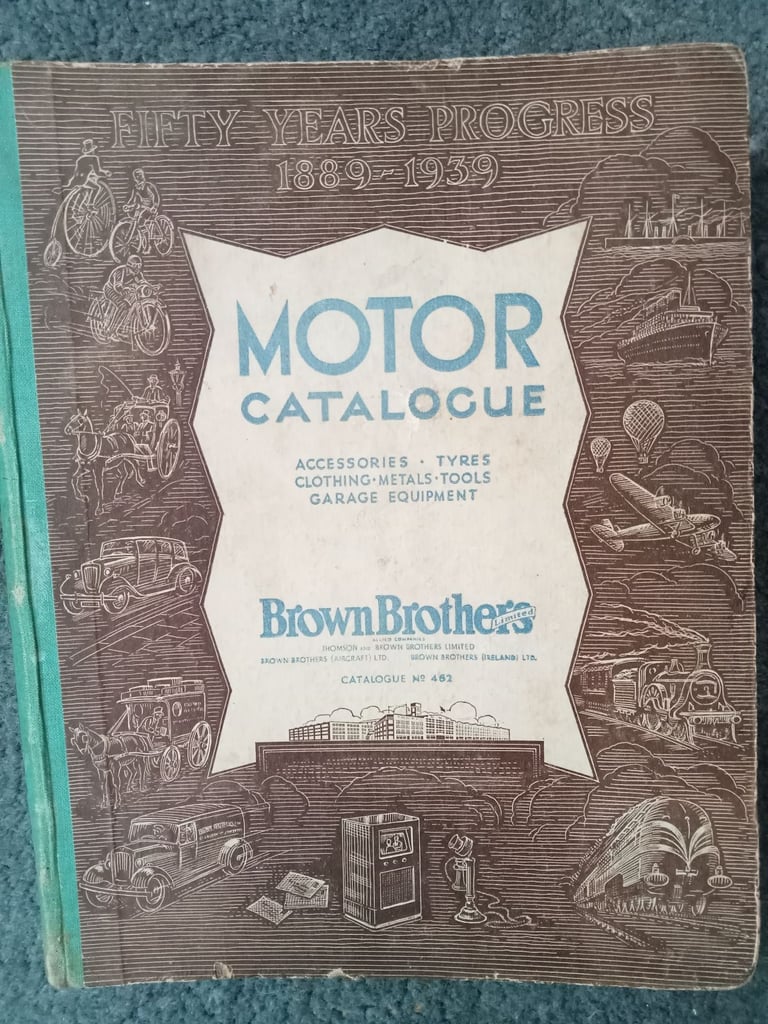 FIFTY YEARS PROGRESS
1889-1939
MOTOR
CATALOGUE
ACCESSORIES · TYRES
CLOTHING · METALS · TOOLS
GARAGE EQUIPMENT
Brown Brothers
Limited
ALLIED COMPANIES
THOMSON AND BROWN BROTHERS LIMITED
BROWN BROTHERS (AIRCRAFT) LTD. BROWN BROTHERS (IRELAND) LTD.
CATALOGUE Nº 482